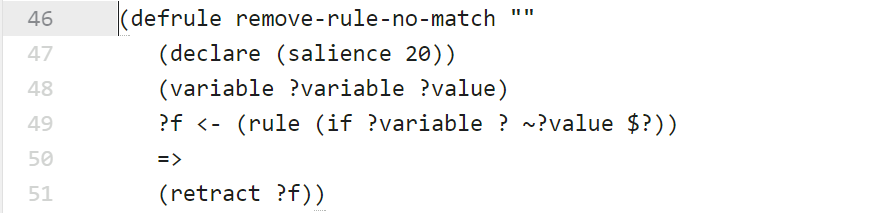 46 (defrule remove-rule-no-match ""
47 (declare (salience 20))
48 (variable ?variable ?value)
49 ?f <- (rule (if ?variable ? ~?value $?))
50 =>
51 (retract ?f))